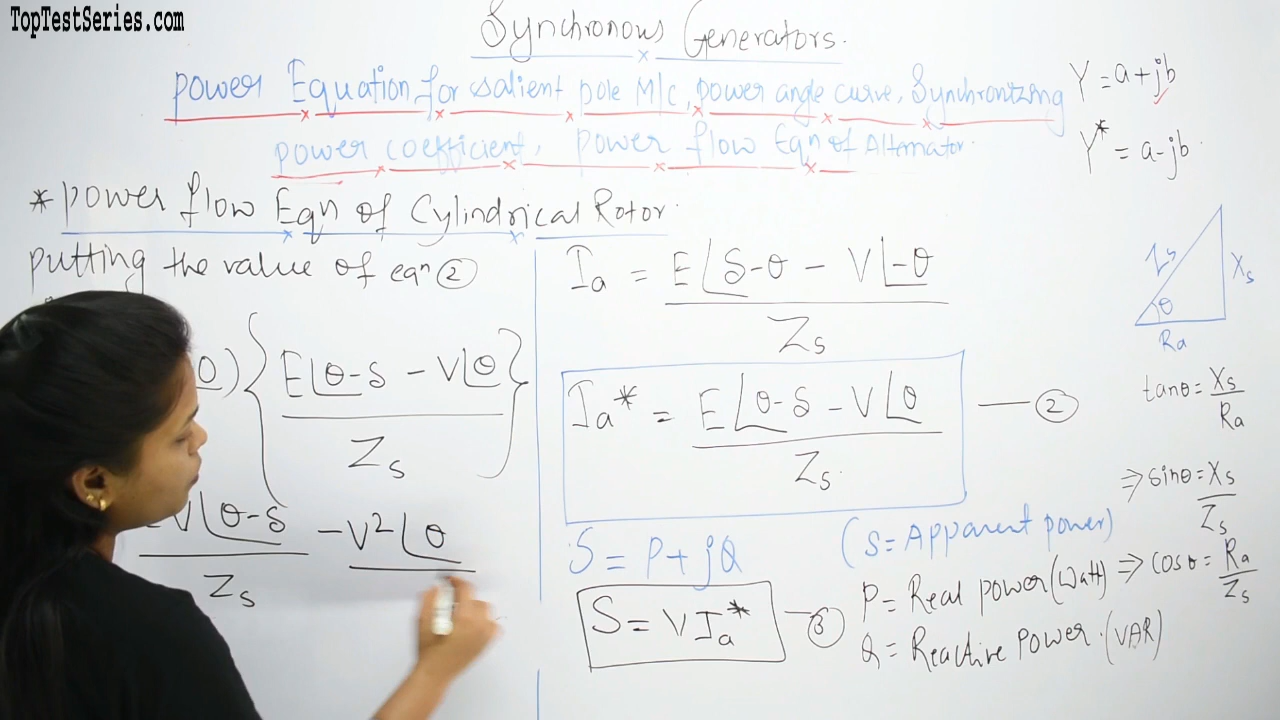 TopTestSeries.com
Synchronous Generators.
Power Equation for salient pole M/c, power angle curve, Synchronizing
power coefficient, power flow Eqn of Alternator.
Y = a+jb
Y* = a-jb
* Power flow Eqn of Cylindrical Rotor.
putting the value of eqn ②
θ) { E∠θ-δ - V∠θ }
Zs
V∠θ-δ - V²∠θ
Zs
Ia = E∠δ-θ - V∠-θ
Zs
Ia* = E∠θ-δ - V∠θ — ②
Zs
S = P+jQ (S = Apparent power)
S = VIa* — ③
P = Real power (Watt)
Q = Reactive Power. (VAR)
Zs
Xs
θ
Ra
tanθ = Xs
Ra
⇒ sinθ = Xs
Zs
⇒ cosθ = Ra
Zs